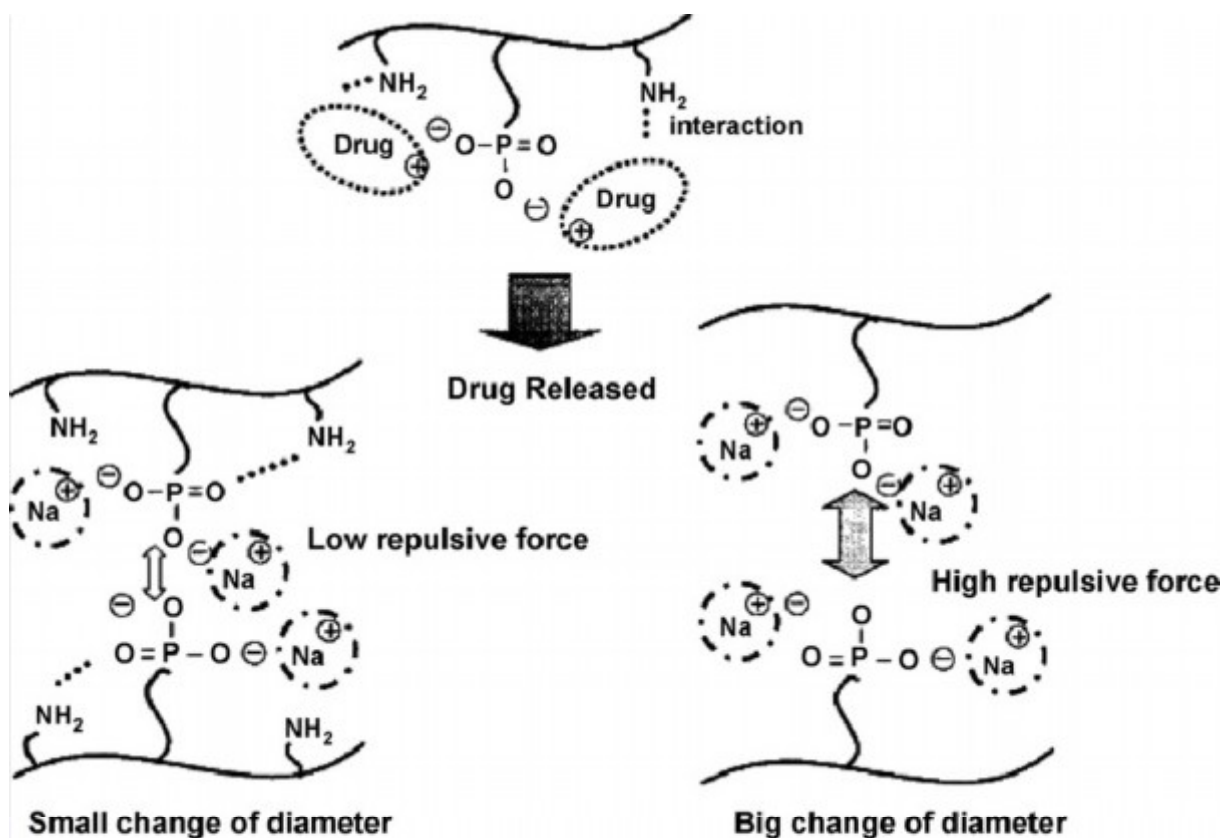 NH₂
NH₂
interaction
Drug
⊖
O–P=O
⊕
O
⊖
Drug
⊕
Drug Released
NH₂
NH₂
⊖
Na
⊕
O–P=O
O
Low repulsive force
⊖
Na
⊕
⊖
O
O=P–O
⊖
Na
⊕
NH₂
NH₂
Small change of diameter
⊖
Na
⊕
O–P=O
O
⊖
Na
⊕
High repulsive force
Na
⊕
⊖
O
O=P–O
⊖
Na
⊕
Big change of diameter